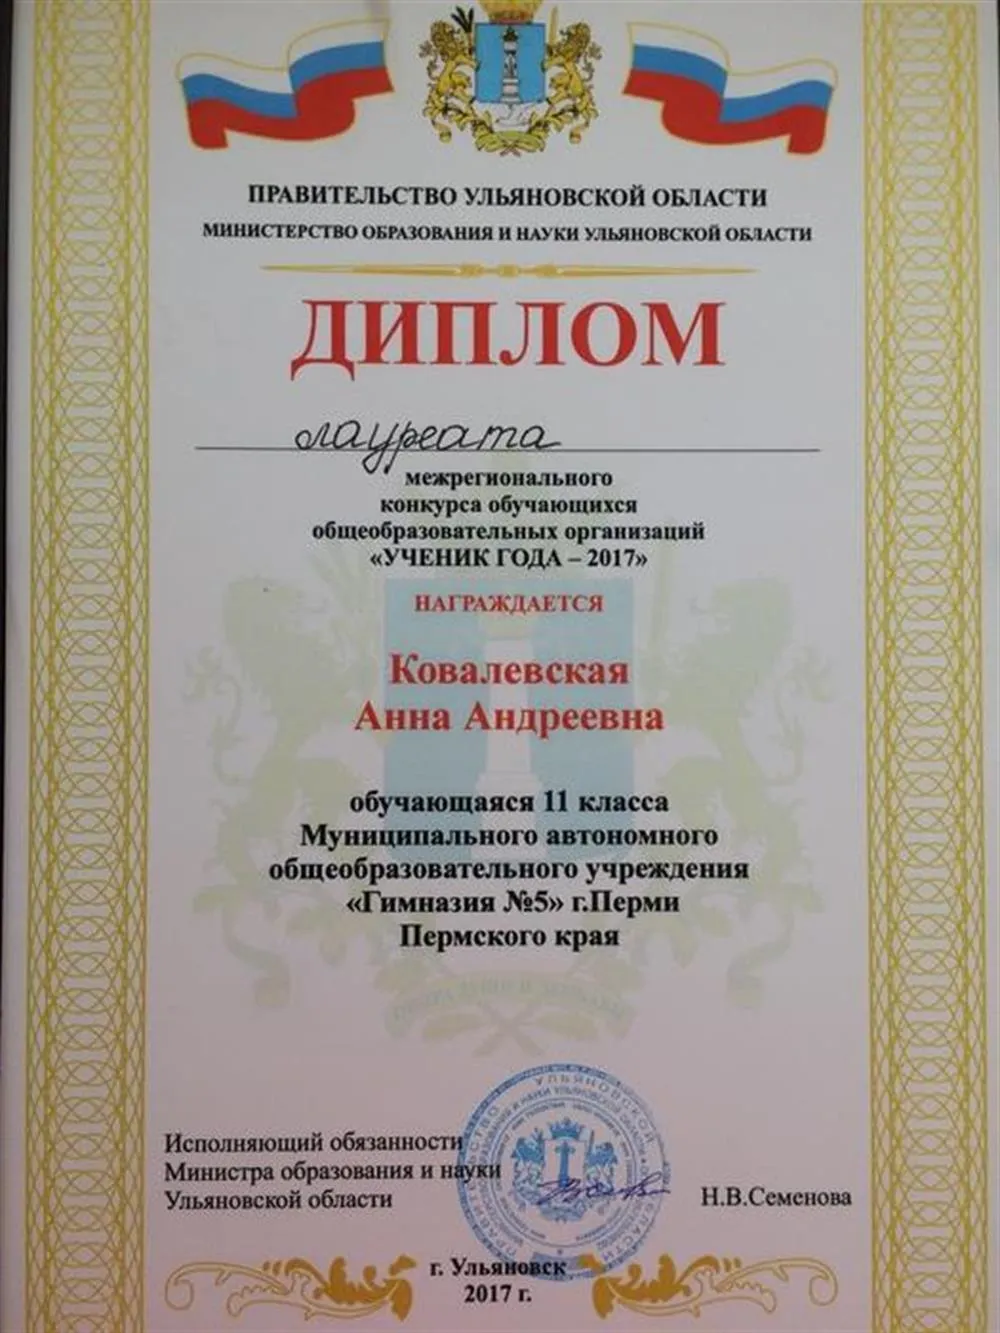 ПРАВИТЕЛЬСТВО УЛЬЯНОВСКОЙ ОБЛАСТИ
МИНИСТЕРСТВО ОБРАЗОВАНИЯ И НАУКИ УЛЬЯНОВСКОЙ ОБЛАСТИ
ДИПЛОМ
лауреата
межрегионального
конкурса обучающихся
общеобразовательных организаций
«УЧЕНИК ГОДА – 2017»
НАГРАЖДАЕТСЯ
Ковалевская
Анна Андреевна
обучающаяся 11 класса
Муниципального автономного
общеобразовательного учреждения
«Гимназия №5» г.Перми
Пермского края
Исполняющий обязанности
Министра образования и науки
Ульяновской области
Н.В.Семенова
г. Ульяновск
2017 г.